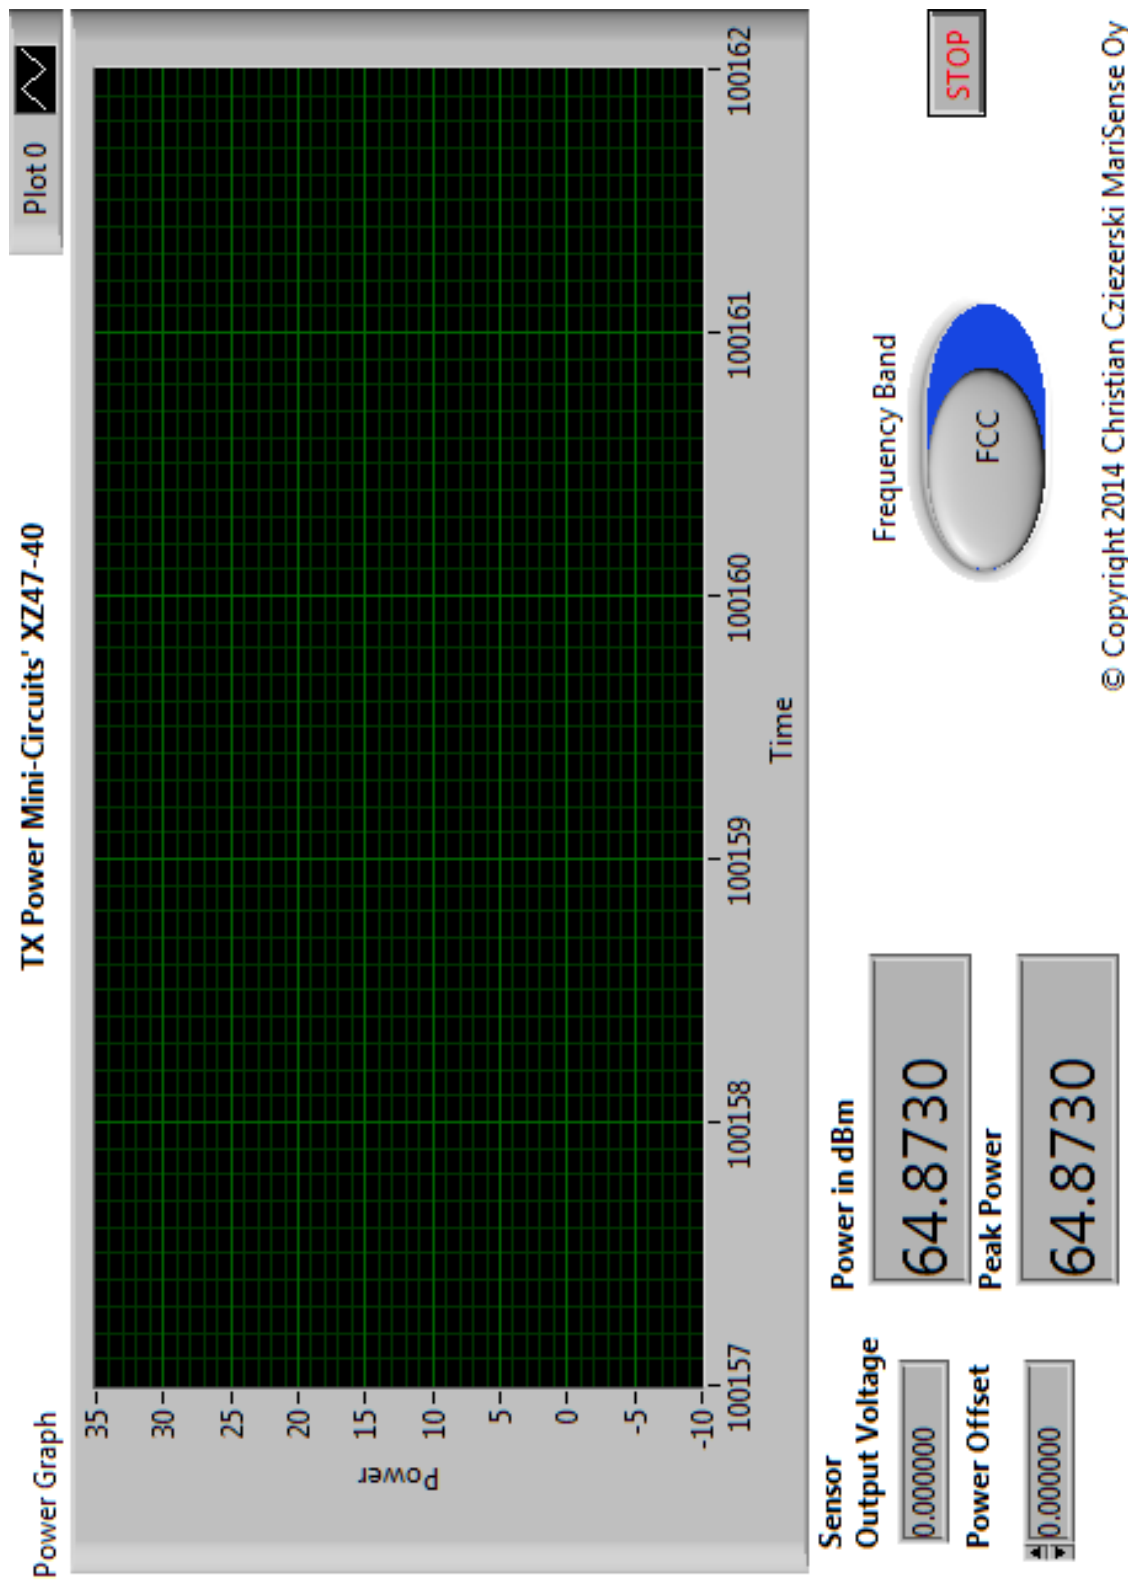 TX Power Mini-Circuits' XZ47-40
Power Graph
Plot 0
Power
35
30
25
20
15
10
5
0
-5
-10
100157
100158
100159
100160
100161
100162
Time
Sensor
Output Voltage
0.000000
Power Offset
0.000000
Power in dBm
64.8730
Peak Power
64.8730
Frequency Band
FCC
STOP
© Copyright 2014 Christian Cziezerski MariSense Oy